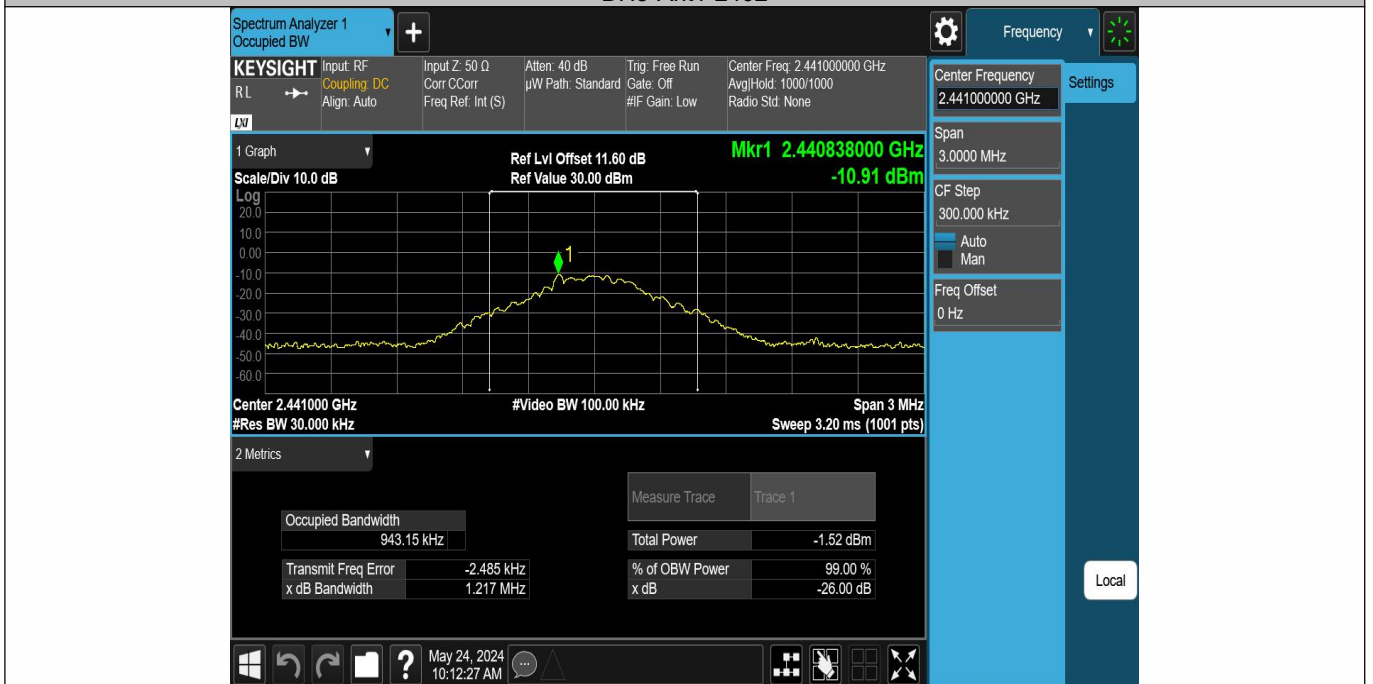 Spectrum Analyzer 1
Occupied BW
+
Frequency
KEYSIGHT
R L
LXI
Input: RF
Coupling: DC
Align: Auto
Input Z: 50 Ω
Corr CCorr
Freq Ref: Int (S)
Atten: 40 dB
µW Path: Standard
Trig: Free Run
Gate: Off
#IF Gain: Low
Center Freq: 2.441000000 GHz
Avg|Hold: 1000/1000
Radio Std: None
Center Frequency
2.441000000 GHz
Settings
Span
3.0000 MHz
CF Step
300.000 kHz
Auto
Man
Freq Offset
0 Hz
Local
1 Graph
Scale/Div 10.0 dB
Ref Lvl Offset 11.60 dB
Ref Value 30.00 dBm
Mkr1 2.440838000 GHz
-10.91 dBm
Log
20.0
10.0
0.00
-10.0
-20.0
-30.0
-40.0
-50.0
-60.0
1
Center 2.441000 GHz
#Video BW 100.00 kHz
Span 3 MHz
#Res BW 30.000 kHz
Sweep 3.20 ms (1001 pts)
2 Metrics
Measure Trace
Trace 1
Occupied Bandwidth
943.15 kHz
Total Power
-1.52 dBm
Transmit Freq Error
-2.485 kHz
% of OBW Power
99.00 %
x dB Bandwidth
1.217 MHz
x dB
-26.00 dB
?
May 24, 2024
10:12:27 AM